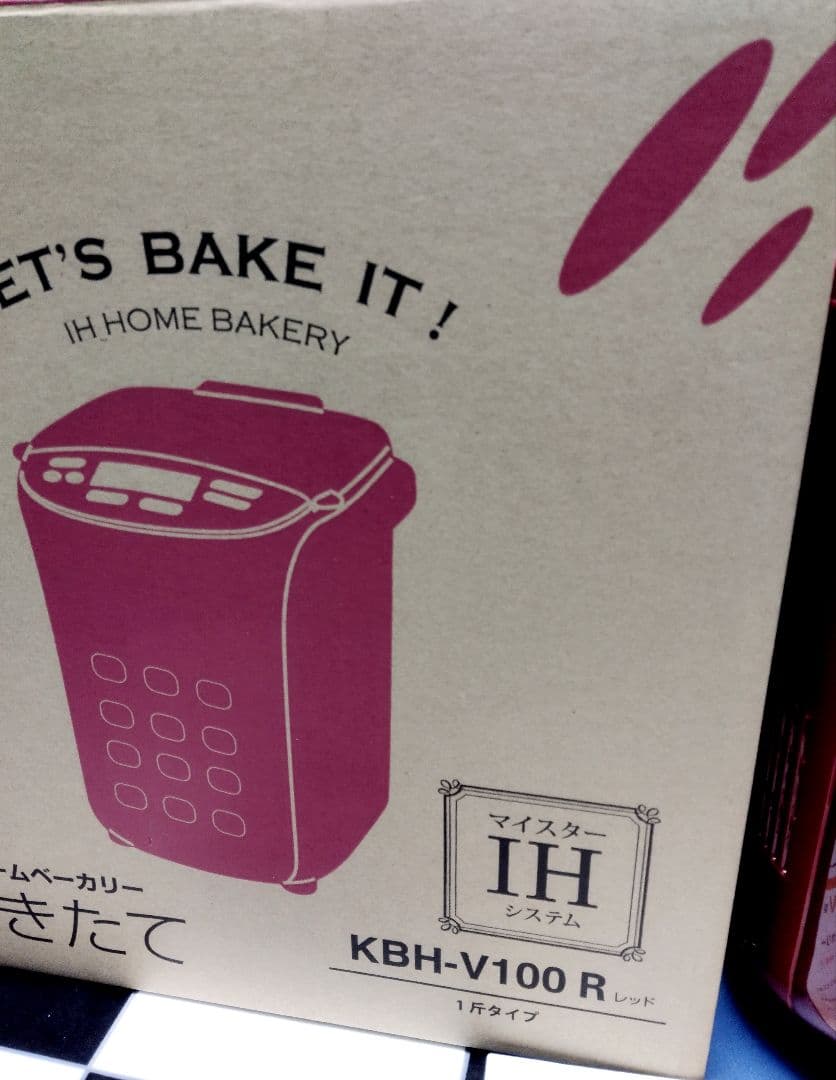 ET'S BAKE IT!
IH HOME BAKERY
ームベーカリー
きたて
マイスター
IH
システム
KBH-V100 R レッド
1斤タイプ